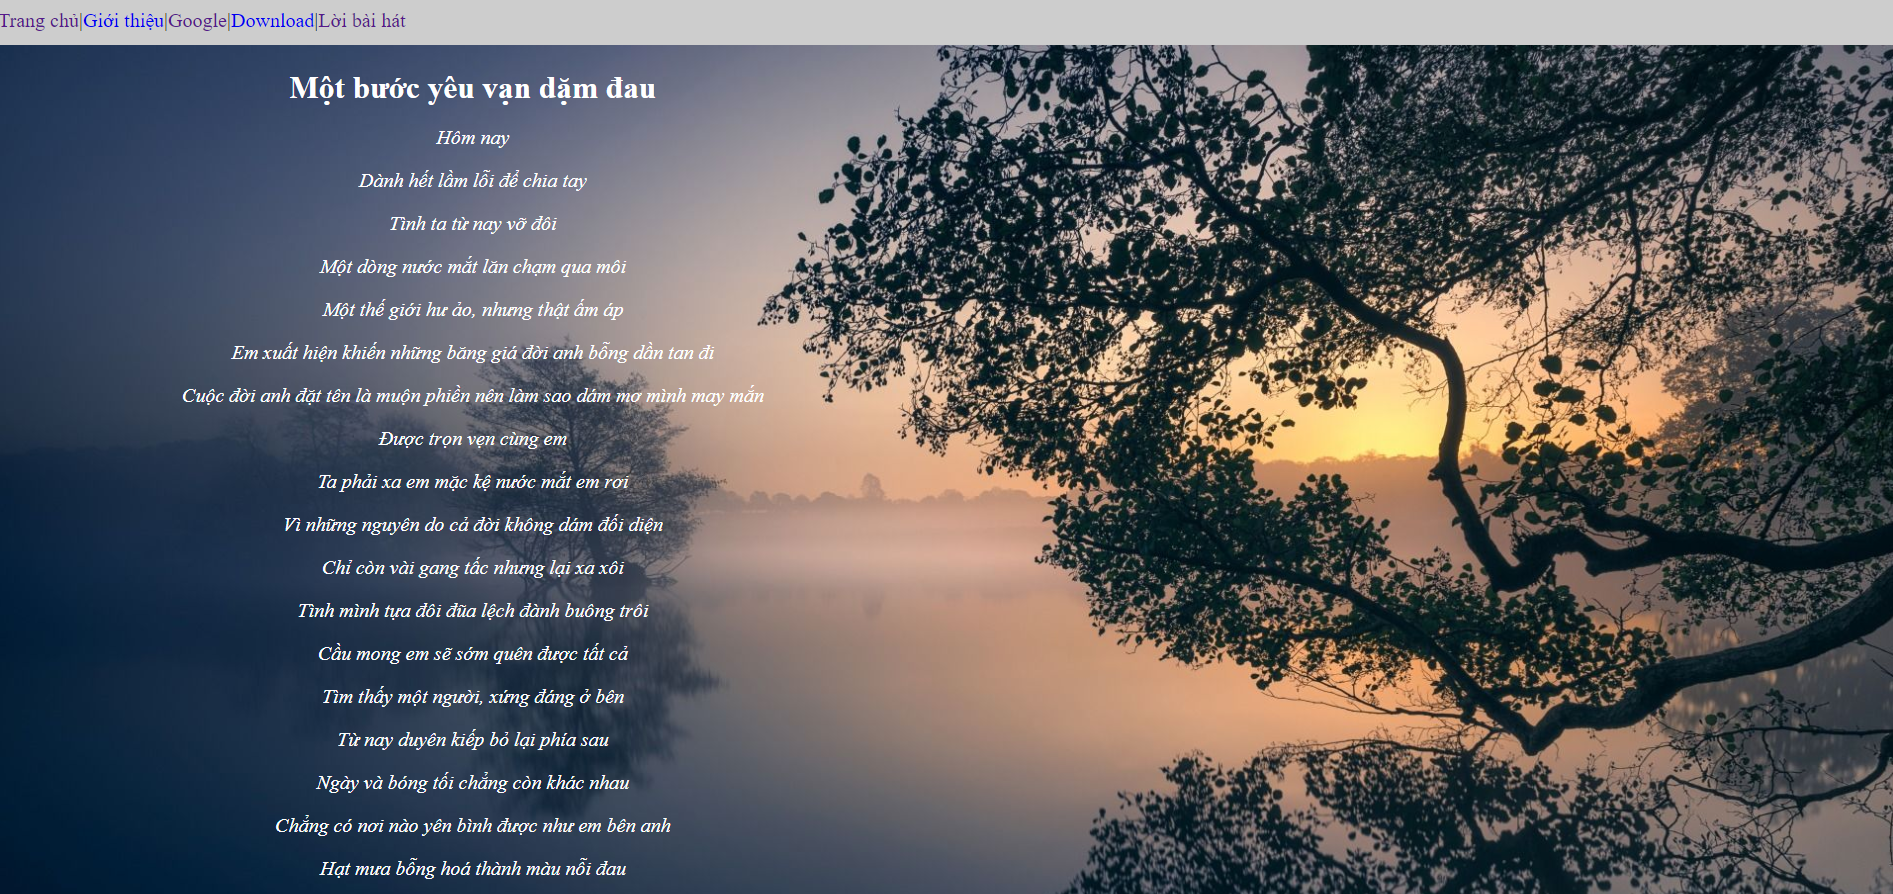 Trang chủ|Giới thiệu|Google|Download|Lời bài hát
Một bước yêu vạn dặm đau
Hôm nay
Dành hết lầm lỗi để chia tay
Tình ta từ nay vỡ đôi
Một dòng nước mắt lăn chạm qua môi
Một thế giới hư ảo, nhưng thật ấm áp
Em xuất hiện khiến những băng giá đời anh bỗng dần tan đi
Cuộc đời anh đặt tên là muộn phiền nên làm sao dám mơ mình may mắn
Được trọn vẹn cùng em
Ta phải xa em mặc kệ nước mắt em rơi
Vì những nguyên do cả đời không dám đối diện
Chỉ còn vài gang tấc nhưng lại xa xôi
Tình mình tựa đôi đũa lệch đành buông trôi
Cầu mong em sẽ sớm quên được tất cả
Tìm thấy một người, xứng đáng ở bên
Từ nay duyên kiếp bỏ lại phía sau
Ngày và bóng tối chẳng còn khác nhau
Chẳng có nơi nào yên bình được như em bên anh
Hạt mưa bỗng hoá thành màu nỗi đau